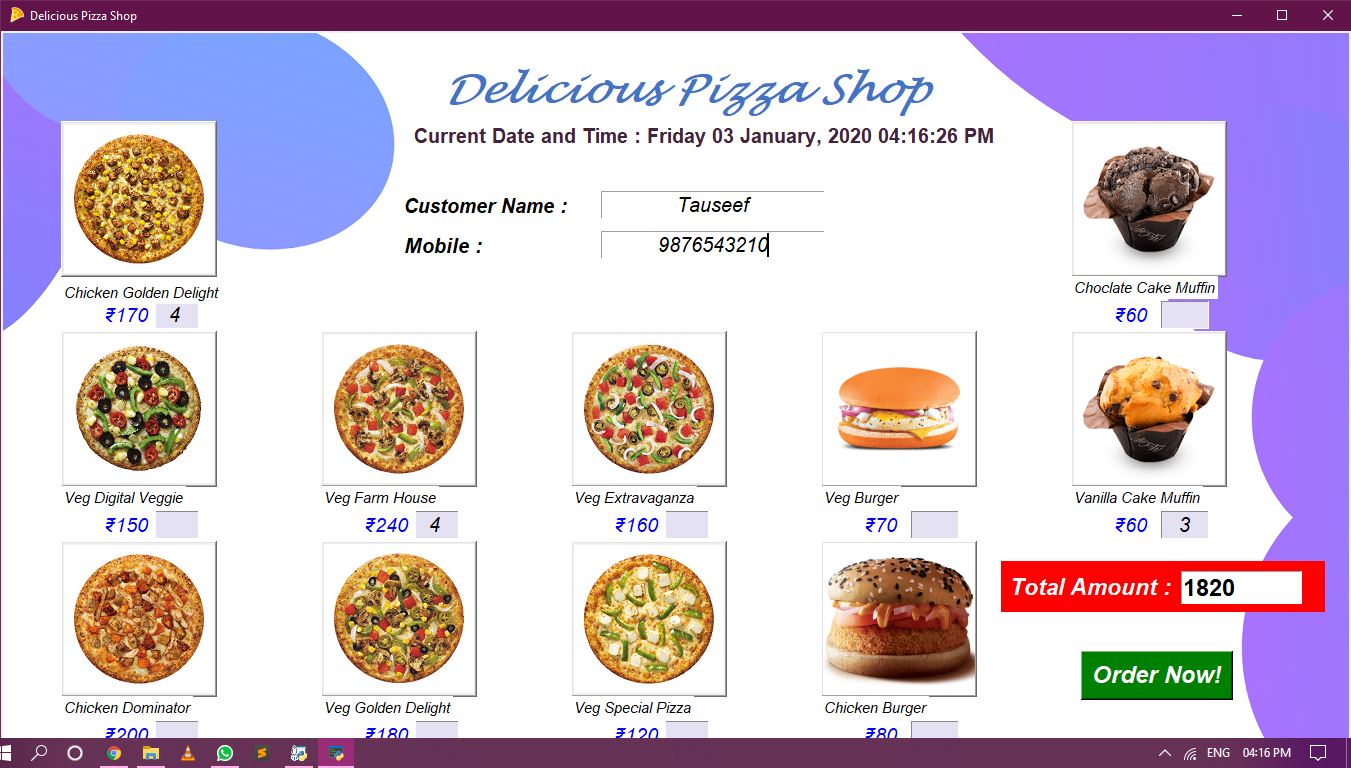 Delicious Pizza Shop
Delicious Pizza Shop
Current Date and Time : Friday 03 January, 2020 04:16:26 PM
Customer Name : Tauseef
Mobile : 9876543210
Chicken Golden Delight
₹170 4
Choclate Cake Muffin
₹60
Veg Digital Veggie
₹150
Veg Farm House
₹240 4
Veg Extravaganza
₹160
Veg Burger
₹70
Vanilla Cake Muffin
₹60 3
Total Amount : 1820
Order Now!
Chicken Dominator
₹200
Veg Golden Delight
₹180
Veg Special Pizza
₹120
Chicken Burger
₹80
ENG 04:16 PM